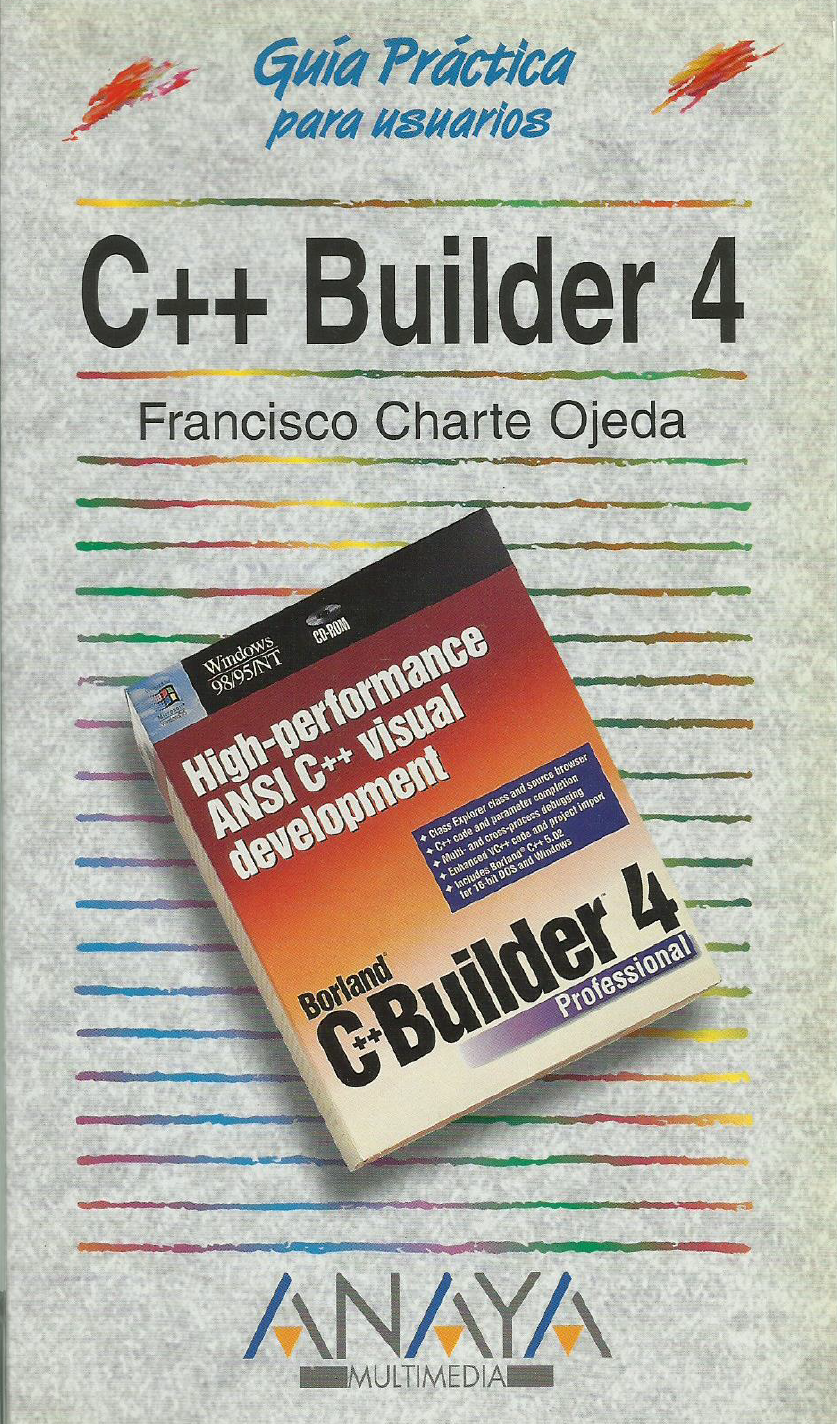 Guía Práctica
para usuarios
C++ Builder 4
Francisco Charte Ojeda
Windows
98/95/NT
CD-ROM
High-performance
ANSI C++ visual
development
◆ Class Explorer class and source browser
◆ C++ code and parameter completion
◆ Multi- and cross-process debugging
◆ Enhanced VC++ code and project import
◆ Includes Borland® C++ 5.02
for 16-bit DOS and Windows
Borland®
C++Builder™ 4
Professional
ANAYA
MULTIMEDIA